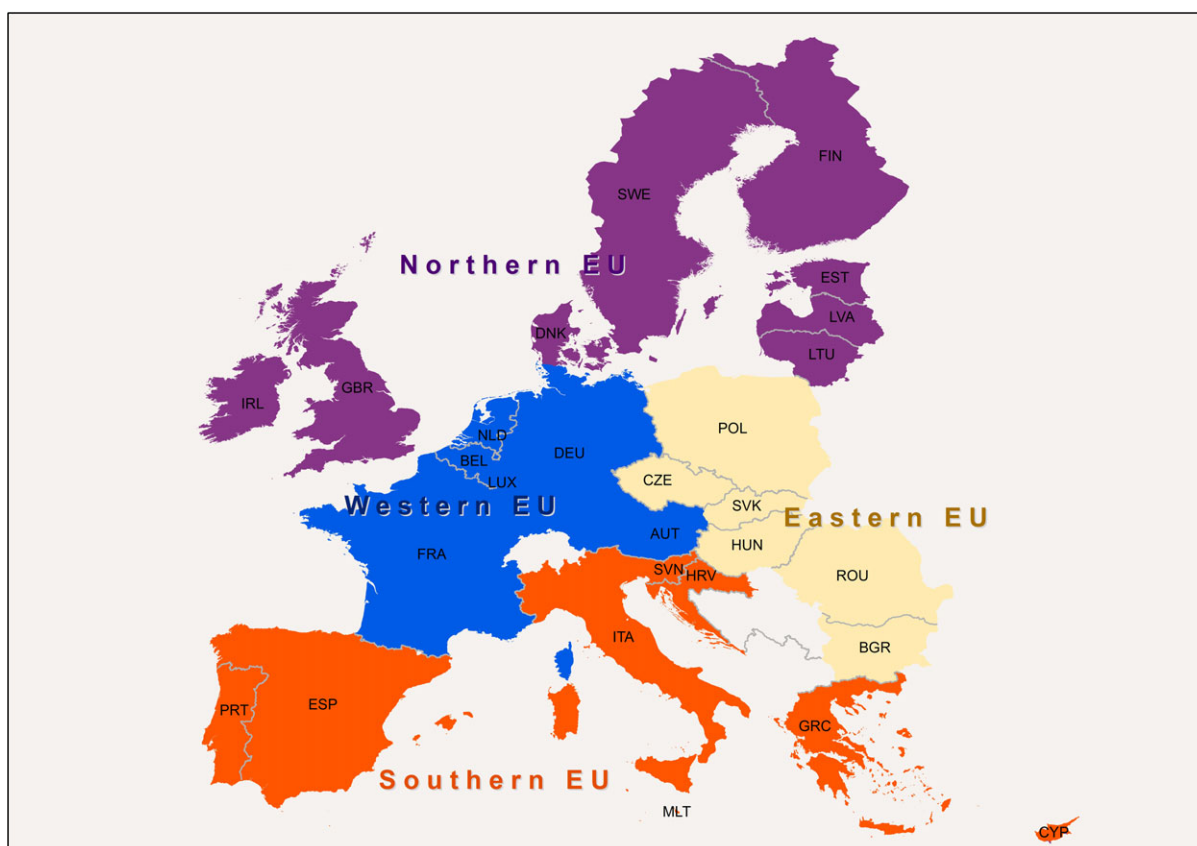 FIN
SWE
Northern EU
EST
LVA
DNK
LTU
GBR
IRL
POL
NLD
DEU
BEL
CZE
LUX
Western EU
SVK
Eastern EU
AUT
HUN
FRA
SVN
HRV
ROU
ITA
BGR
ESP
PRT
GRC
Southern EU
MLT
CYP